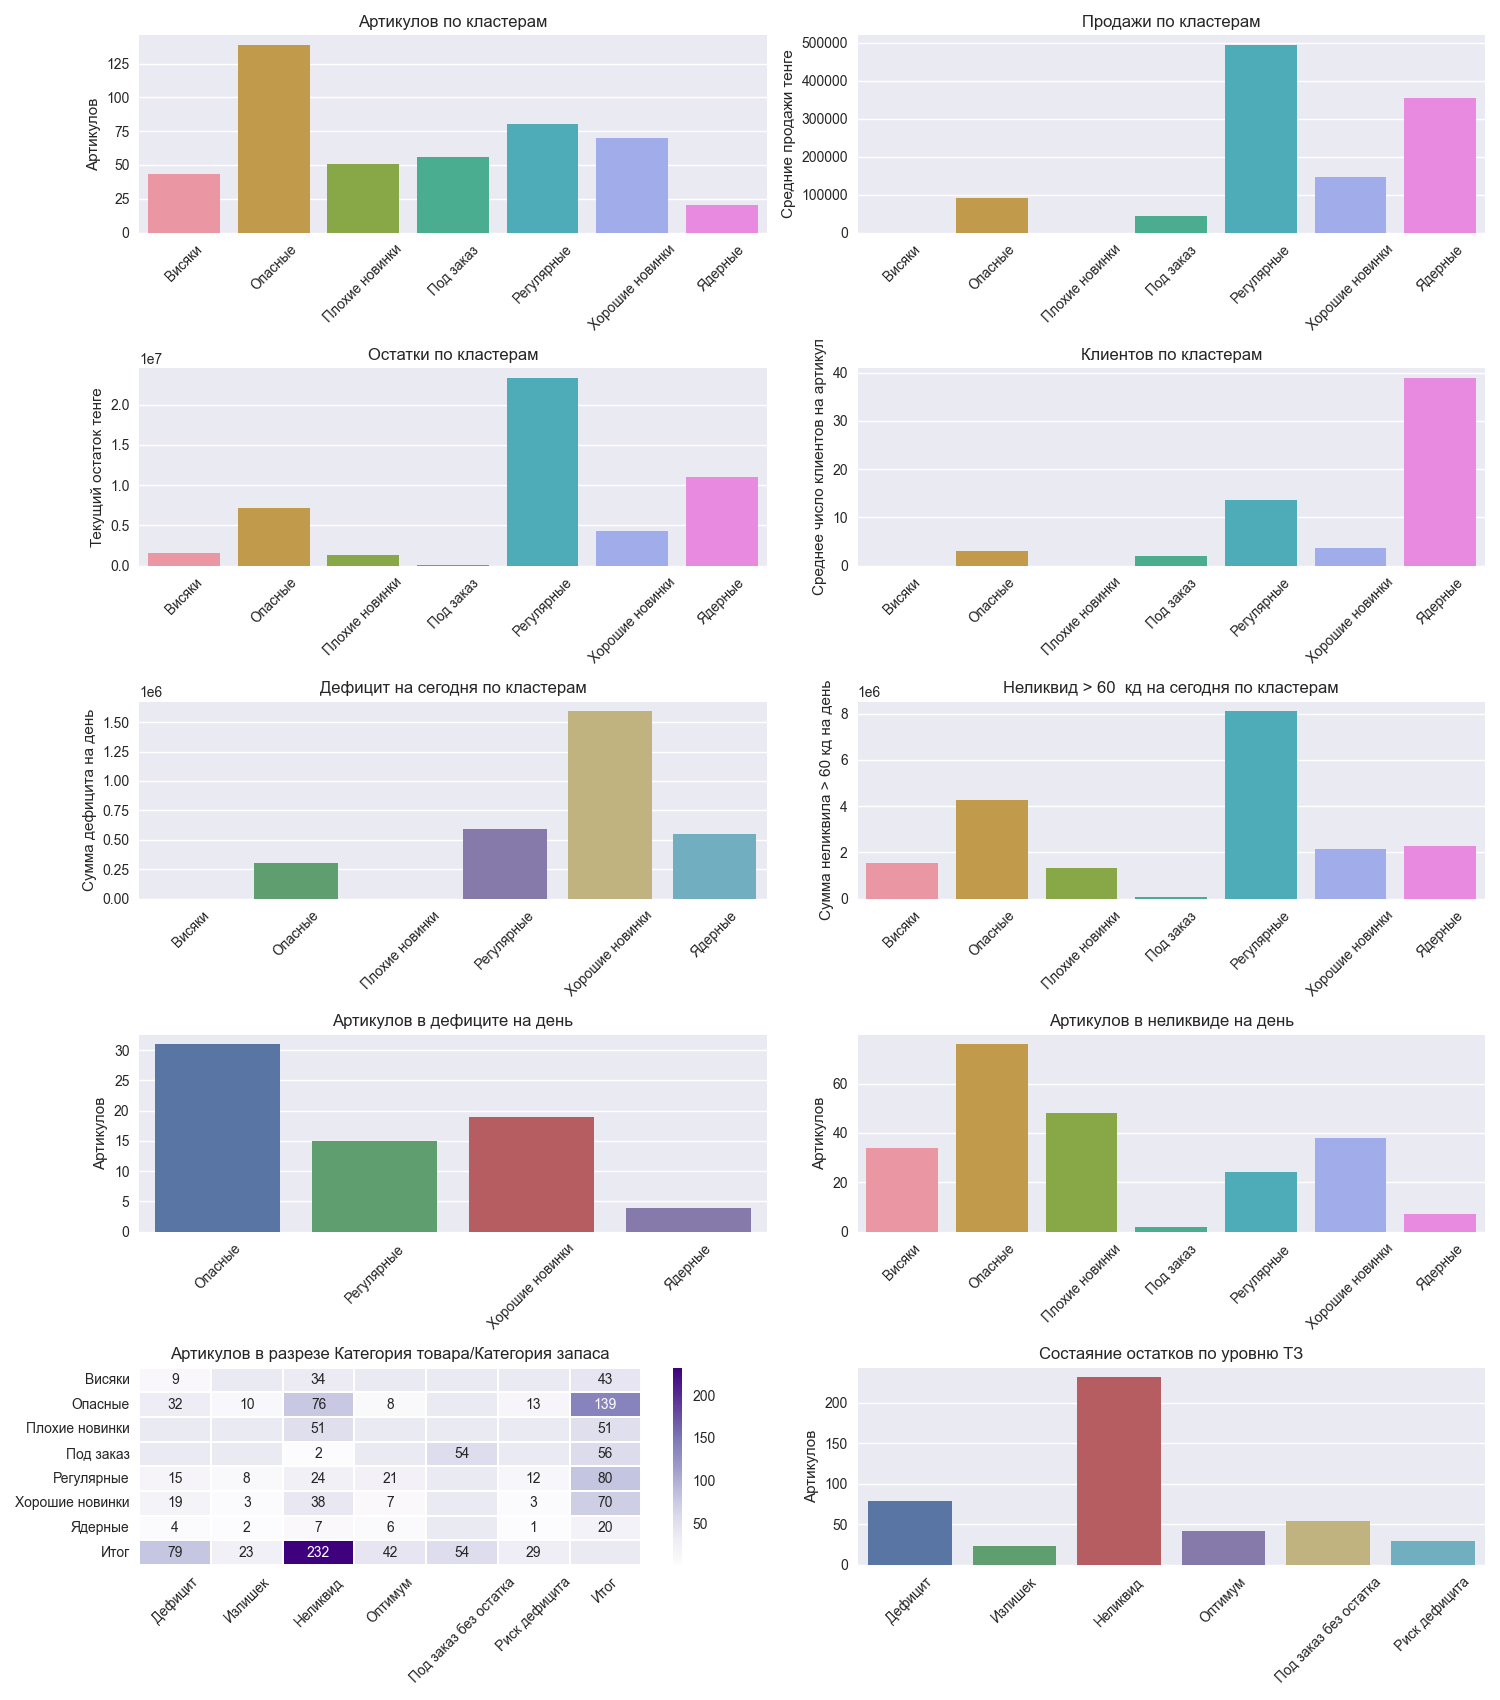 Артикулов по кластерам
Артикулов
125
100
75
50
25
0
Висяки
Опасные
Плохие новинки
Под заказ
Регулярные
Хорошие новинки
Ядерные
Продажи по кластерам
Средние продажи тенге
500000
400000
300000
200000
100000
0
Висяки
Опасные
Плохие новинки
Под заказ
Регулярные
Хорошие новинки
Ядерные
Остатки по кластерам
1e7
Текущий остаток тенге
2.0
1.5
1.0
0.5
0.0
Висяки
Опасные
Плохие новинки
Под заказ
Регулярные
Хорошие новинки
Ядерные
Клиентов по кластерам
Среднее число клиентов на артикул
40
30
20
10
0
Висяки
Опасные
Плохие новинки
Под заказ
Регулярные
Хорошие новинки
Ядерные
Дефицит на сегодня по кластерам
1e6
Сумма дефицита на день
1.50
1.25
1.00
0.75
0.50
0.25
0.00
Висяки
Опасные
Плохие новинки
Регулярные
Хорошие новинки
Ядерные
Неликвид > 60 кд на сегодня по кластерам
1e6
Сумма неликвила > 60 кд на день
8
6
4
2
0
Висяки
Опасные
Плохие новинки
Под заказ
Регулярные
Хорошие новинки
Ядерные
Артикулов в дефиците на день
Артикулов
30
25
20
15
10
5
0
Опасные
Регулярные
Хорошие новинки
Ядерные
Артикулов в неликвиде на день
Артикулов
60
40
20
0
Висяки
Опасные
Плохие новинки
Под заказ
Регулярные
Хорошие новинки
Ядерные
Артикулов в разрезе Категория товара/Категория запаса
Висяки 9 34 43
Опасные 32 10 76 8 13 139
Плохие новинки 51 51
Под заказ 2 54 56
Регулярные 15 8 24 21 12 80
Хорошие новинки 19 3 38 7 3 70
Ядерные 4 2 7 6 1 20
Итог 79 23 232 42 54 29
Дефицит
Излишек
Неликвид
Оптимум
Под заказ без остатка
Риск дефицита
Итог
200
150
100
50
Состаяние остатков по уровню ТЗ
Артикулов
200
150
100
50
0
Дефицит
Излишек
Неликвид
Оптимум
Под заказ без остатка
Риск дефицита